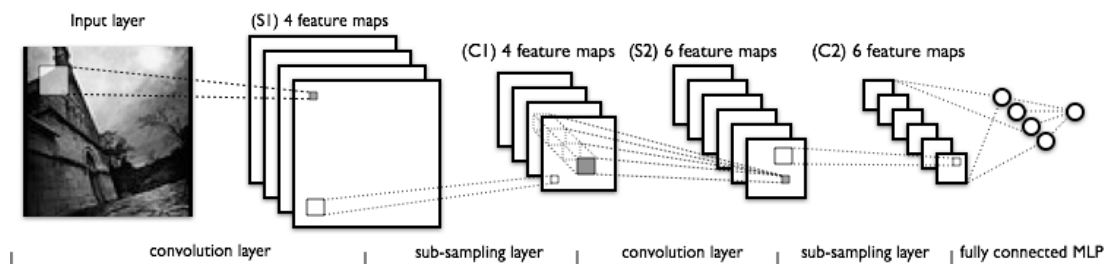 Input layer
(S1) 4 feature maps
(C1) 4 feature maps
(S2) 6 feature maps
(C2) 6 feature maps
convolution layer
sub-sampling layer
convolution layer
sub-sampling layer
fully connected MLP